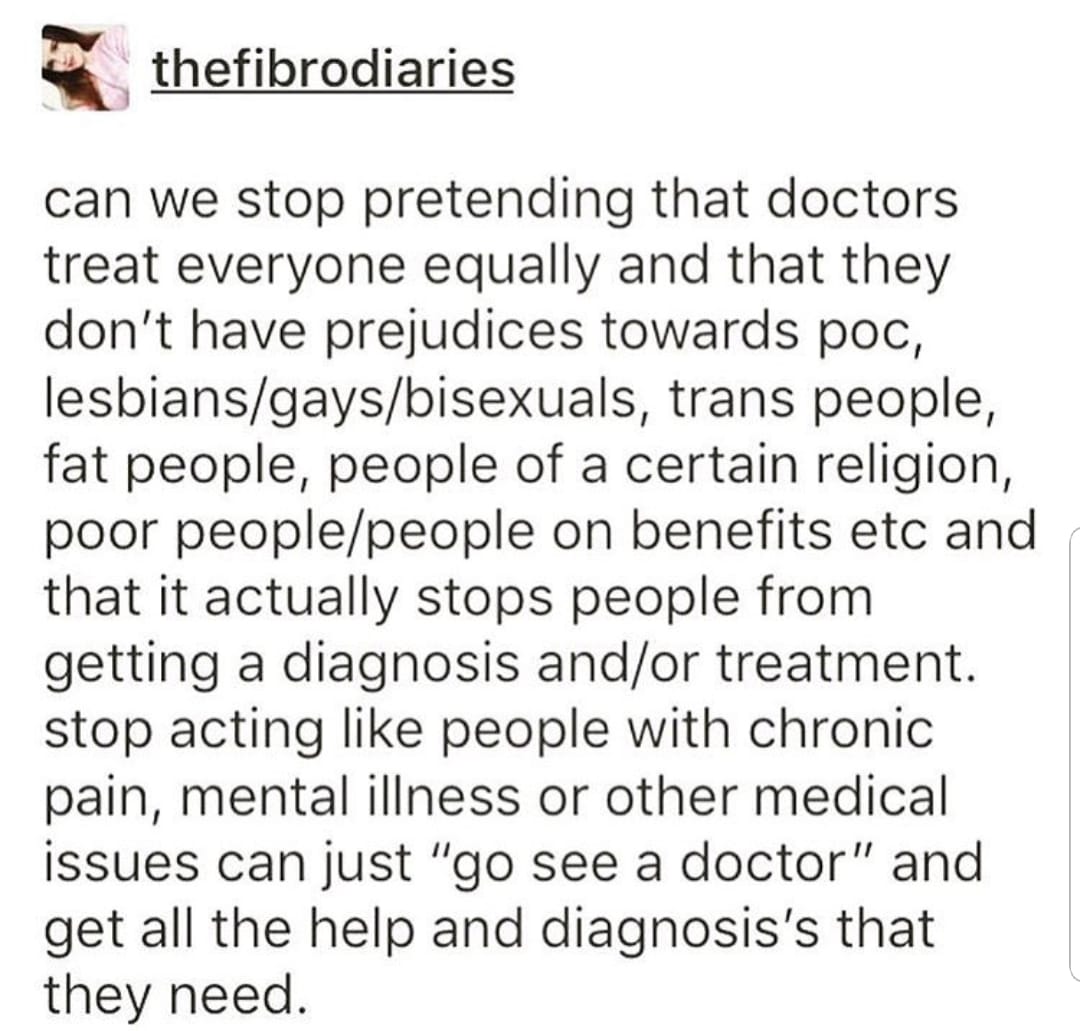 thefibrodiaries
can we stop pretending that doctors
treat everyone equally and that they
don't have prejudices towards poc,
lesbians/gays/bisexuals, trans people,
fat people, people of a certain religion,
poor people/people on benefits etc and
that it actually stops people from
getting a diagnosis and/or treatment.
stop acting like people with chronic
pain, mental illness or other medical
issues can just "go see a doctor" and
get all the help and diagnosis's that
they need.